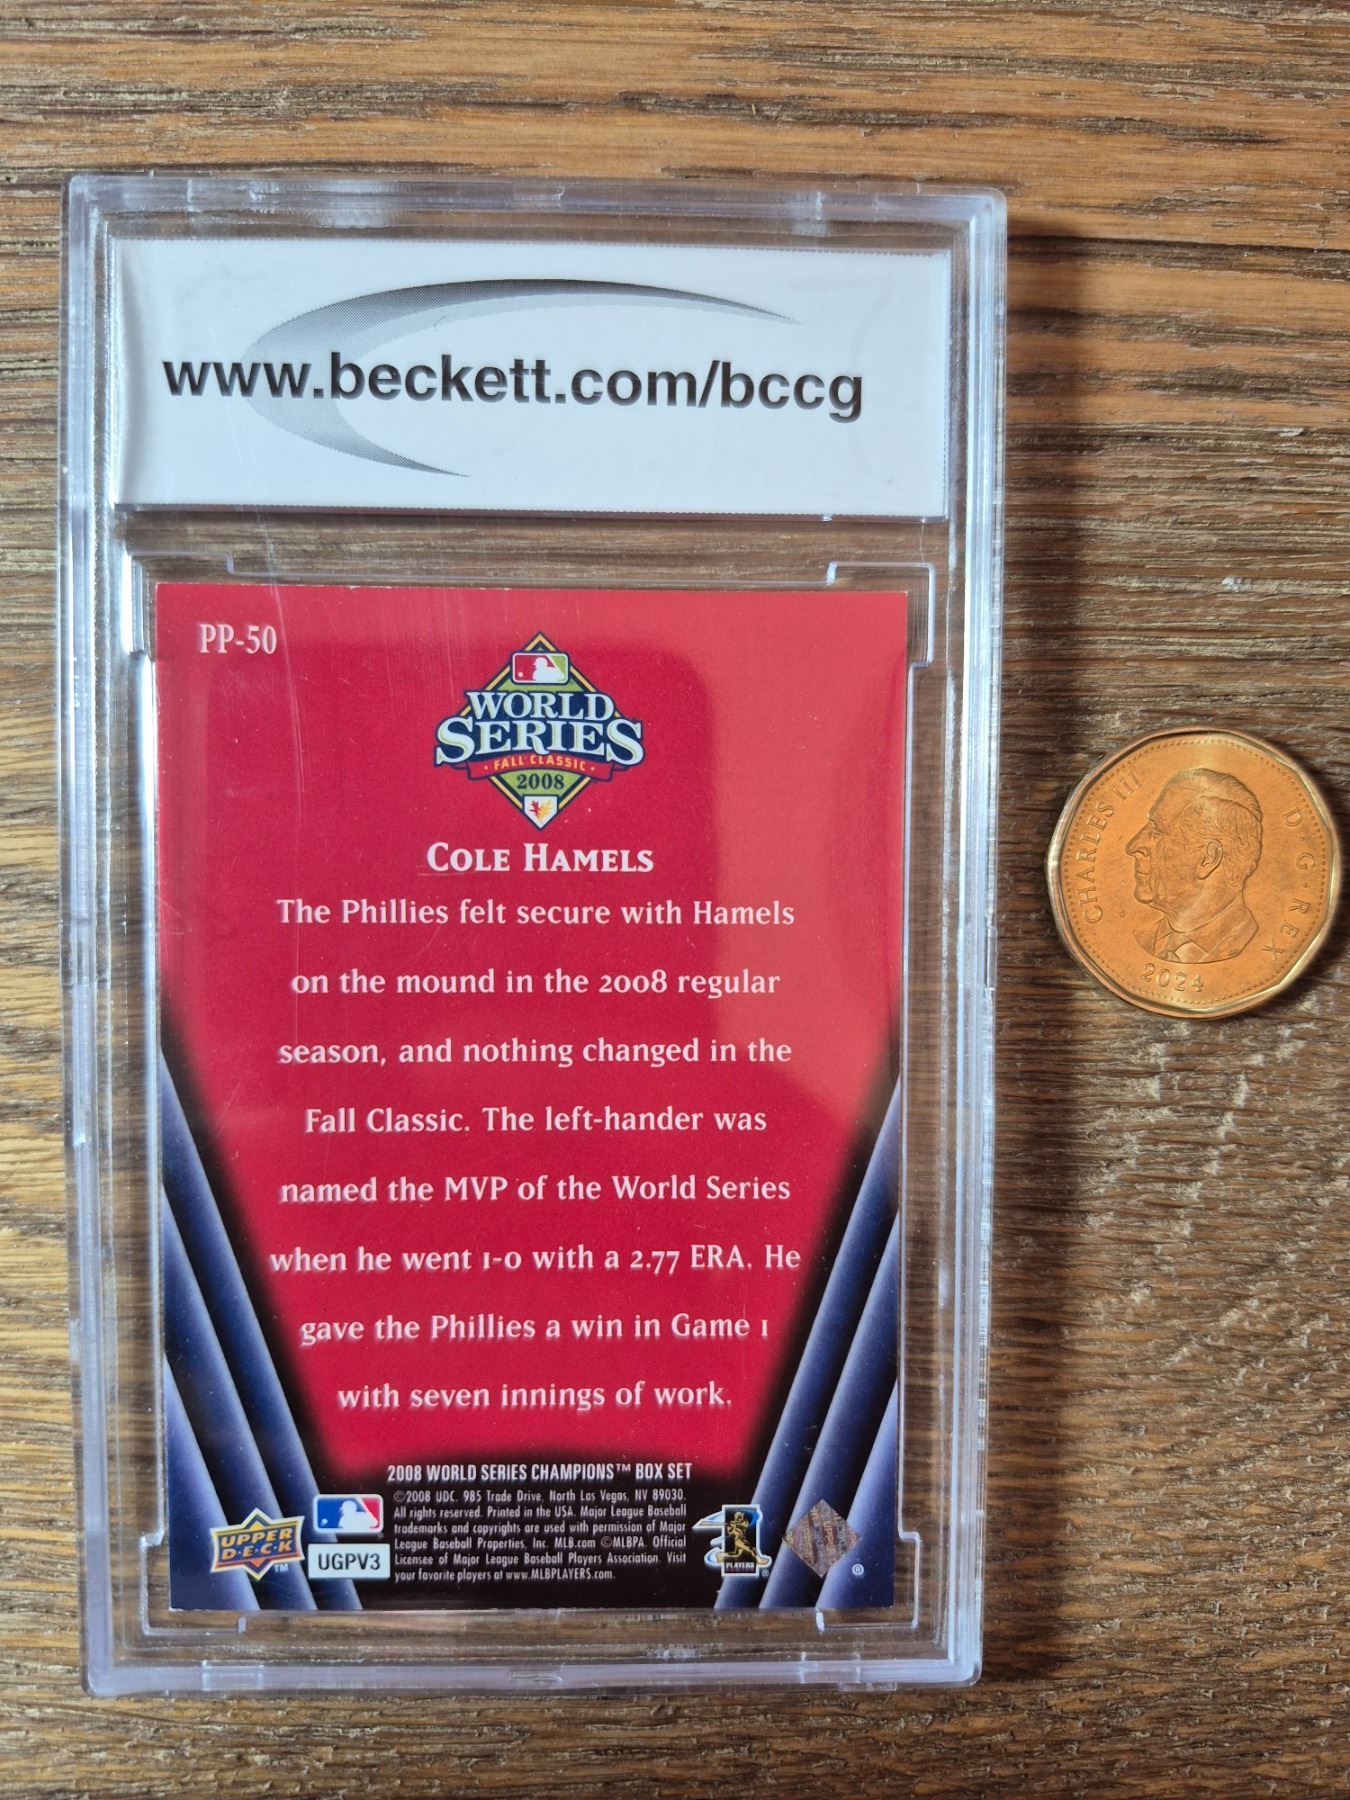 www.beckett.com/bccg
PP-50
WORLD
SERIES
FALL CLASSIC
2008
COLE HAMELS
The Phillies felt secure with Hamels
on the mound in the 2008 regular
season, and nothing changed in the
Fall Classic. The left-hander was
named the MVP of the World Series
when he went 1-0 with a 2.77 ERA. He
gave the Phillies a win in Game 1
with seven innings of work.
2008 WORLD SERIES CHAMPIONS™ BOX SET
©2008 UDC. 985 Trade Drive, North Las Vegas, NV 89030.
All rights reserved. Printed in the USA. Major League Baseball
trademarks and copyrights are used with permission of Major
League Baseball Properties, Inc. MLB.com ©MLBPA. Official
Licensee of Major League Baseball Players Association. Visit
your favorite players at www.MLBPLAYERS.com.
UPPER
D·E·C·K
™
UGPV3
PLAYERS
®
®
CHARLES III
D·G·REX
2024